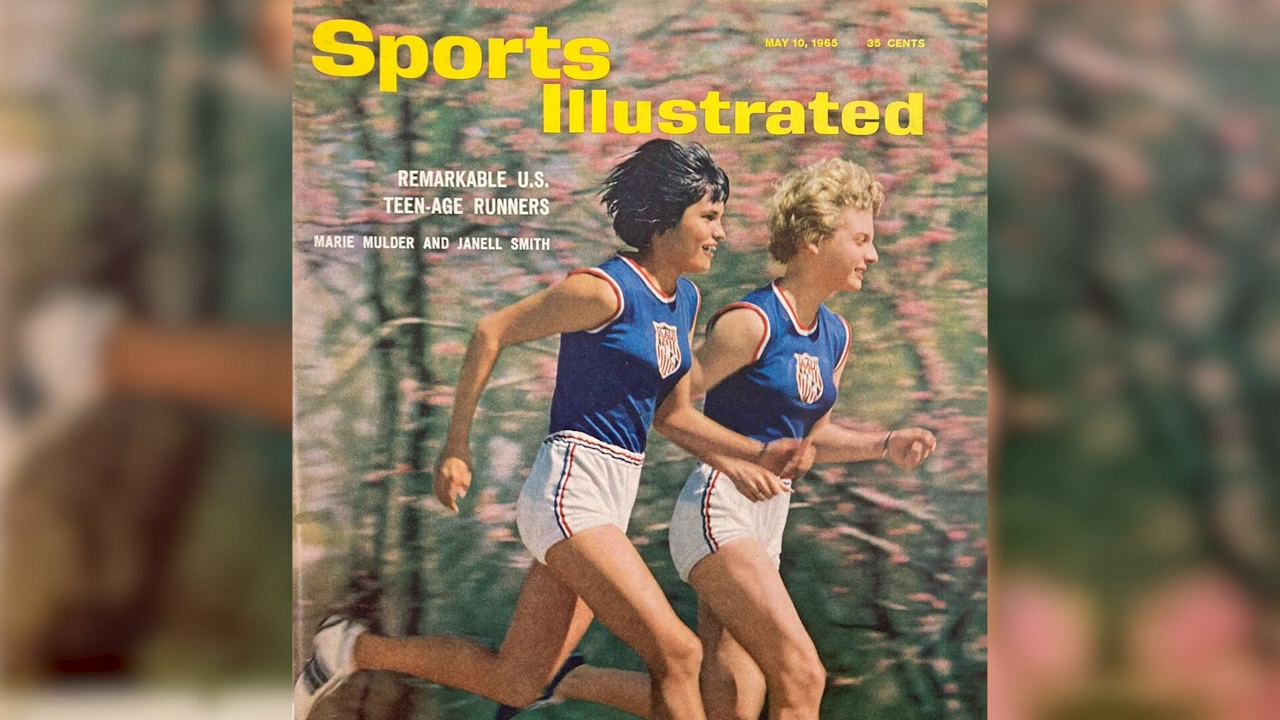 Sports
Illustrated
MAY 10, 1965 35 CENTS
REMARKABLE U.S.
TEEN-AGE RUNNERS
MARIE MULDER AND JANELL SMITH